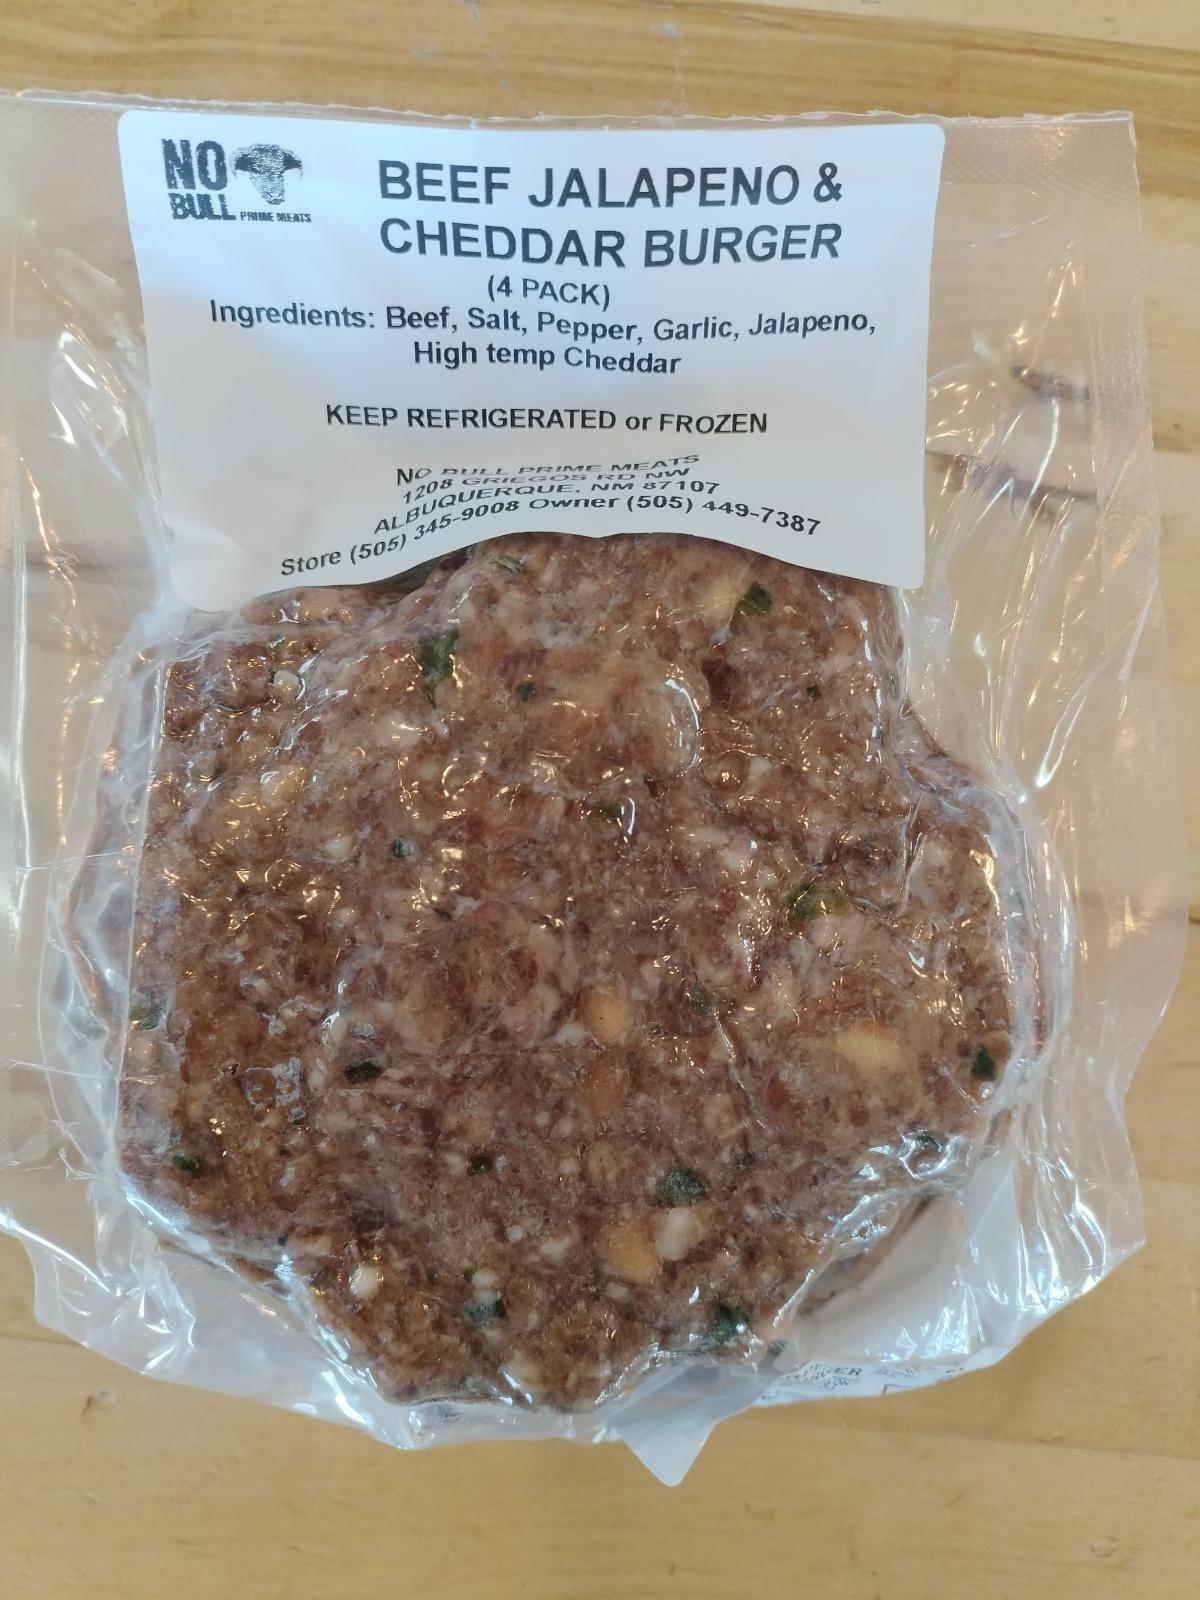 NO
BULL PRIME MEATS
BEEF JALAPENO &
CHEDDAR BURGER
(4 PACK)
Ingredients: Beef, Salt, Pepper, Garlic, Jalapeno,
High temp Cheddar
KEEP REFRIGERATED or FROZEN
NO BULL PRIME MEATS
1208 GRIEGOS RD NW
ALBUQUERQUE, NM 87107
Store (505) 345-9008 Owner (505) 449-7387